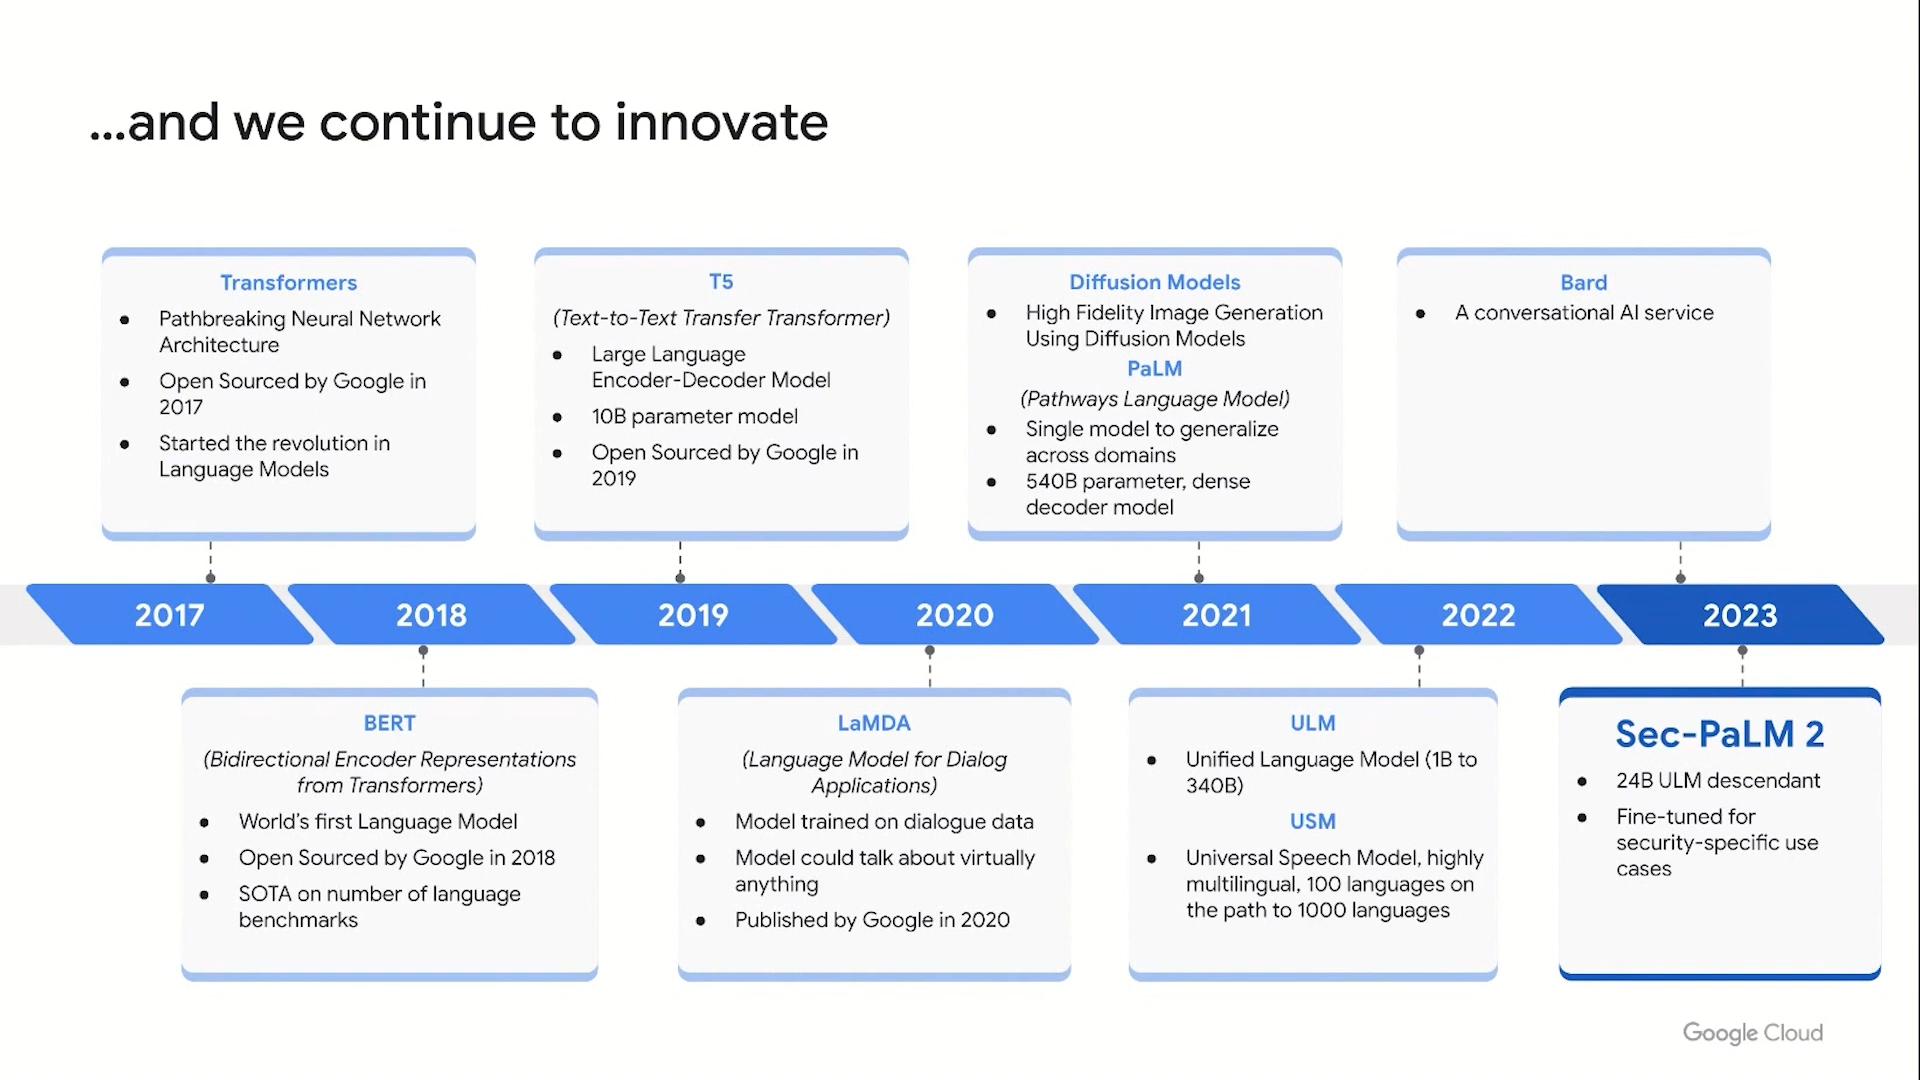 ...and we continue to innovate
Transformers
● Pathbreaking Neural Network
Architecture
● Open Sourced by Google in
2017
● Started the revolution in
Language Models
T5
(Text-to-Text Transfer Transformer)
● Large Language
Encoder-Decoder Model
● 10B parameter model
● Open Sourced by Google in
2019
Diffusion Models
● High Fidelity Image Generation
Using Diffusion Models
PaLM
(Pathways Language Model)
● Single model to generalize
across domains
● 540B parameter, dense
decoder model
Bard
● A conversational AI service
2017 2018 2019 2020 2021 2022 2023
BERT
(Bidirectional Encoder Representations
from Transformers)
● World's first Language Model
● Open Sourced by Google in 2018
● SOTA on number of language
benchmarks
LaMDA
(Language Model for Dialog
Applications)
● Model trained on dialogue data
● Model could talk about virtually
anything
● Published by Google in 2020
ULM
● Unified Language Model (1B to
340B)
USM
● Universal Speech Model, highly
multilingual, 100 languages on
the path to 1000 languages
Sec-PaLM 2
● 24B ULM descendant
● Fine-tuned for
security-specific use
cases
Google Cloud